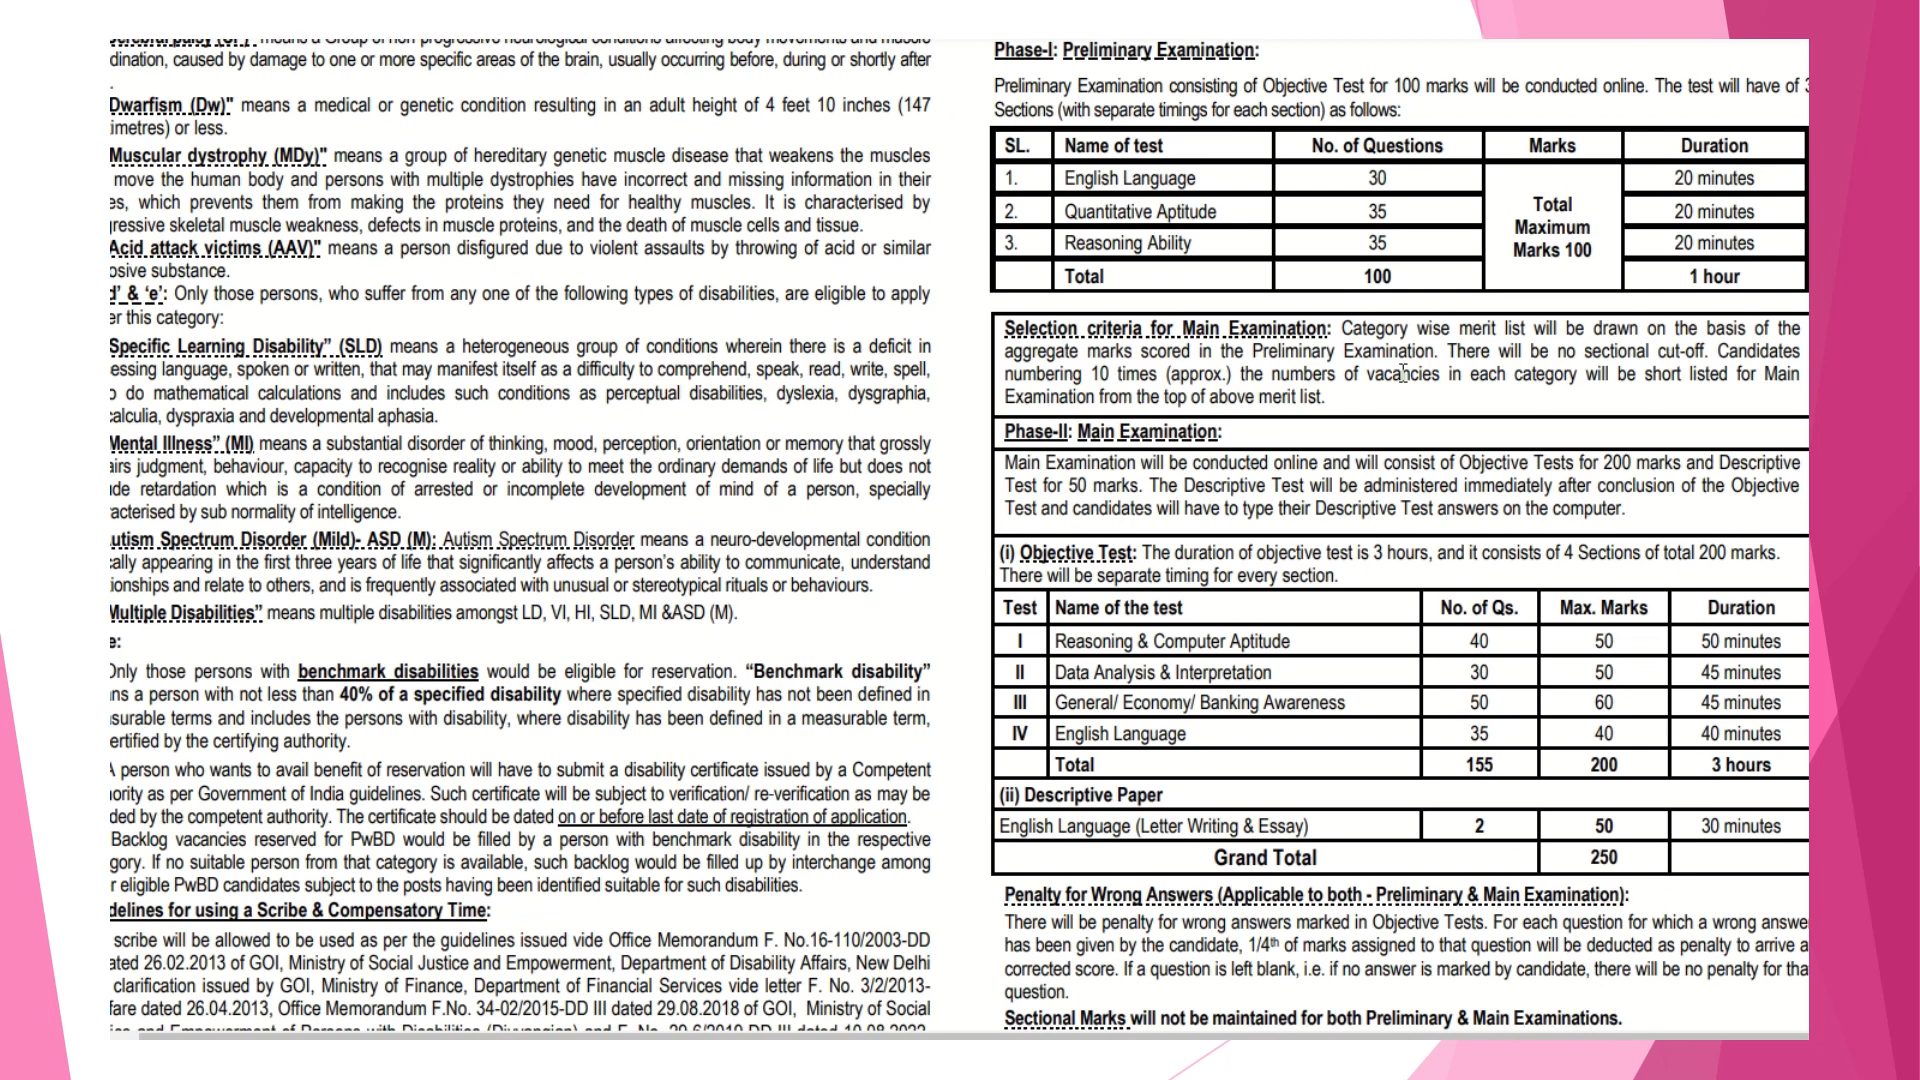 "Cerebral palsy (CP)" means a Group of non-progressive neurological conditions affecting body movements and muscle
dination, caused by damage to one or more specific areas of the brain, usually occurring before, during or shortly after
.
Dwarfism (Dw)" means a medical or genetic condition resulting in an adult height of 4 feet 10 inches (147
imetres) or less.
Muscular dystrophy (MDy)" means a group of hereditary genetic muscle disease that weakens the muscles
move the human body and persons with multiple dystrophies have incorrect and missing information in their
es, which prevents them from making the proteins they need for healthy muscles. It is characterised by
gressive skeletal muscle weakness, defects in muscle proteins, and the death of muscle cells and tissue.
Acid attack victims (AAV)" means a person disfigured due to violent assaults by throwing of acid or similar
osive substance.
d' & 'e': Only those persons, who suffer from any one of the following types of disabilities, are eligible to apply
er this category:
Specific Learning Disability" (SLD) means a heterogeneous group of conditions wherein there is a deficit in
essing language, spoken or written, that may manifest itself as a difficulty to comprehend, speak, read, write, spell,
o do mathematical calculations and includes such conditions as perceptual disabilities, dyslexia, dysgraphia,
calculia, dyspraxia and developmental aphasia.
Mental Illness" (MI) means a substantial disorder of thinking, mood, perception, orientation or memory that grossly
airs judgment, behaviour, capacity to recognise reality or ability to meet the ordinary demands of life but does not
ude retardation which is a condition of arrested or incomplete development of mind of a person, specially
acterised by sub normality of intelligence.
utism Spectrum Disorder (Mild)- ASD (M): Autism Spectrum Disorder means a neuro-developmental condition
cally appearing in the first three years of life that significantly affects a person's ability to communicate, understand
ionships and relate to others, and is frequently associated with unusual or stereotypical rituals or behaviours.
Multiple Disabilities" means multiple disabilities amongst LD, VI, HI, SLD, MI &ASD (M).
e:
Only those persons with benchmark disabilities would be eligible for reservation. "Benchmark disability"
ns a person with not less than 40% of a specified disability where specified disability has not been defined in
surable terms and includes the persons with disability, where disability has been defined in a measurable term,
ertified by the certifying authority.
A person who wants to avail benefit of reservation will have to submit a disability certificate issued by a Competent
ority as per Government of India guidelines. Such certificate will be subject to verification/ re-verification as may be
ded by the competent authority. The certificate should be dated on or before last date of registration of application.
Backlog vacancies reserved for PwBD would be filled by a person with benchmark disability in the respective
gory. If no suitable person from that category is available, such backlog would be filled up by interchange among
r eligible PwBD candidates subject to the posts having been identified suitable for such disabilities.
delines for using a Scribe & Compensatory Time:
scribe will be allowed to be used as per the guidelines issued vide Office Memorandum F. No.16-110/2003-DD
ated 26.02.2013 of GOI, Ministry of Social Justice and Empowerment, Department of Disability Affairs, New Delhi
clarification issued by GOI, Ministry of Finance, Department of Financial Services vide letter F. No. 3/2/2013-
fare dated 26.04.2013, Office Memorandum F.No. 34-02/2015-DD III dated 29.08.2018 of GOI, Ministry of Social
Phase-I: Preliminary Examination:
Preliminary Examination consisting of Objective Test for 100 marks will be conducted online. The test will have of 3
Sections (with separate timings for each section) as follows:
SL. Name of test No. of Questions Marks Duration
1. English Language 30 20 minutes
2. Quantitative Aptitude 35 Total Maximum Marks 100 20 minutes
3. Reasoning Ability 35 20 minutes
Total 100 1 hour
Selection criteria for Main Examination: Category wise merit list will be drawn on the basis of the
aggregate marks scored in the Preliminary Examination. There will be no sectional cut-off. Candidates
numbering 10 times (approx.) the numbers of vacancies in each category will be short listed for Main
Examination from the top of above merit list.
Phase-II: Main Examination:
Main Examination will be conducted online and will consist of Objective Tests for 200 marks and Descriptive
Test for 50 marks. The Descriptive Test will be administered immediately after conclusion of the Objective
Test and candidates will have to type their Descriptive Test answers on the computer.
(i) Objective Test: The duration of objective test is 3 hours, and it consists of 4 Sections of total 200 marks.
There will be separate timing for every section.
Test Name of the test No. of Qs. Max. Marks Duration
I Reasoning & Computer Aptitude 40 50 50 minutes
II Data Analysis & Interpretation 30 50 45 minutes
III General/ Economy/ Banking Awareness 50 60 45 minutes
IV English Language 35 40 40 minutes
Total 155 200 3 hours
(ii) Descriptive Paper
English Language (Letter Writing & Essay) 2 50 30 minutes
Grand Total 250
Penalty for Wrong Answers (Applicable to both - Preliminary & Main Examination):
There will be penalty for wrong answers marked in Objective Tests. For each question for which a wrong answe
has been given by the candidate, 1/4th of marks assigned to that question will be deducted as penalty to arrive a
corrected score. If a question is left blank, i.e. if no answer is marked by candidate, there will be no penalty for tha
question.
Sectional Marks will not be maintained for both Preliminary & Main Examinations.